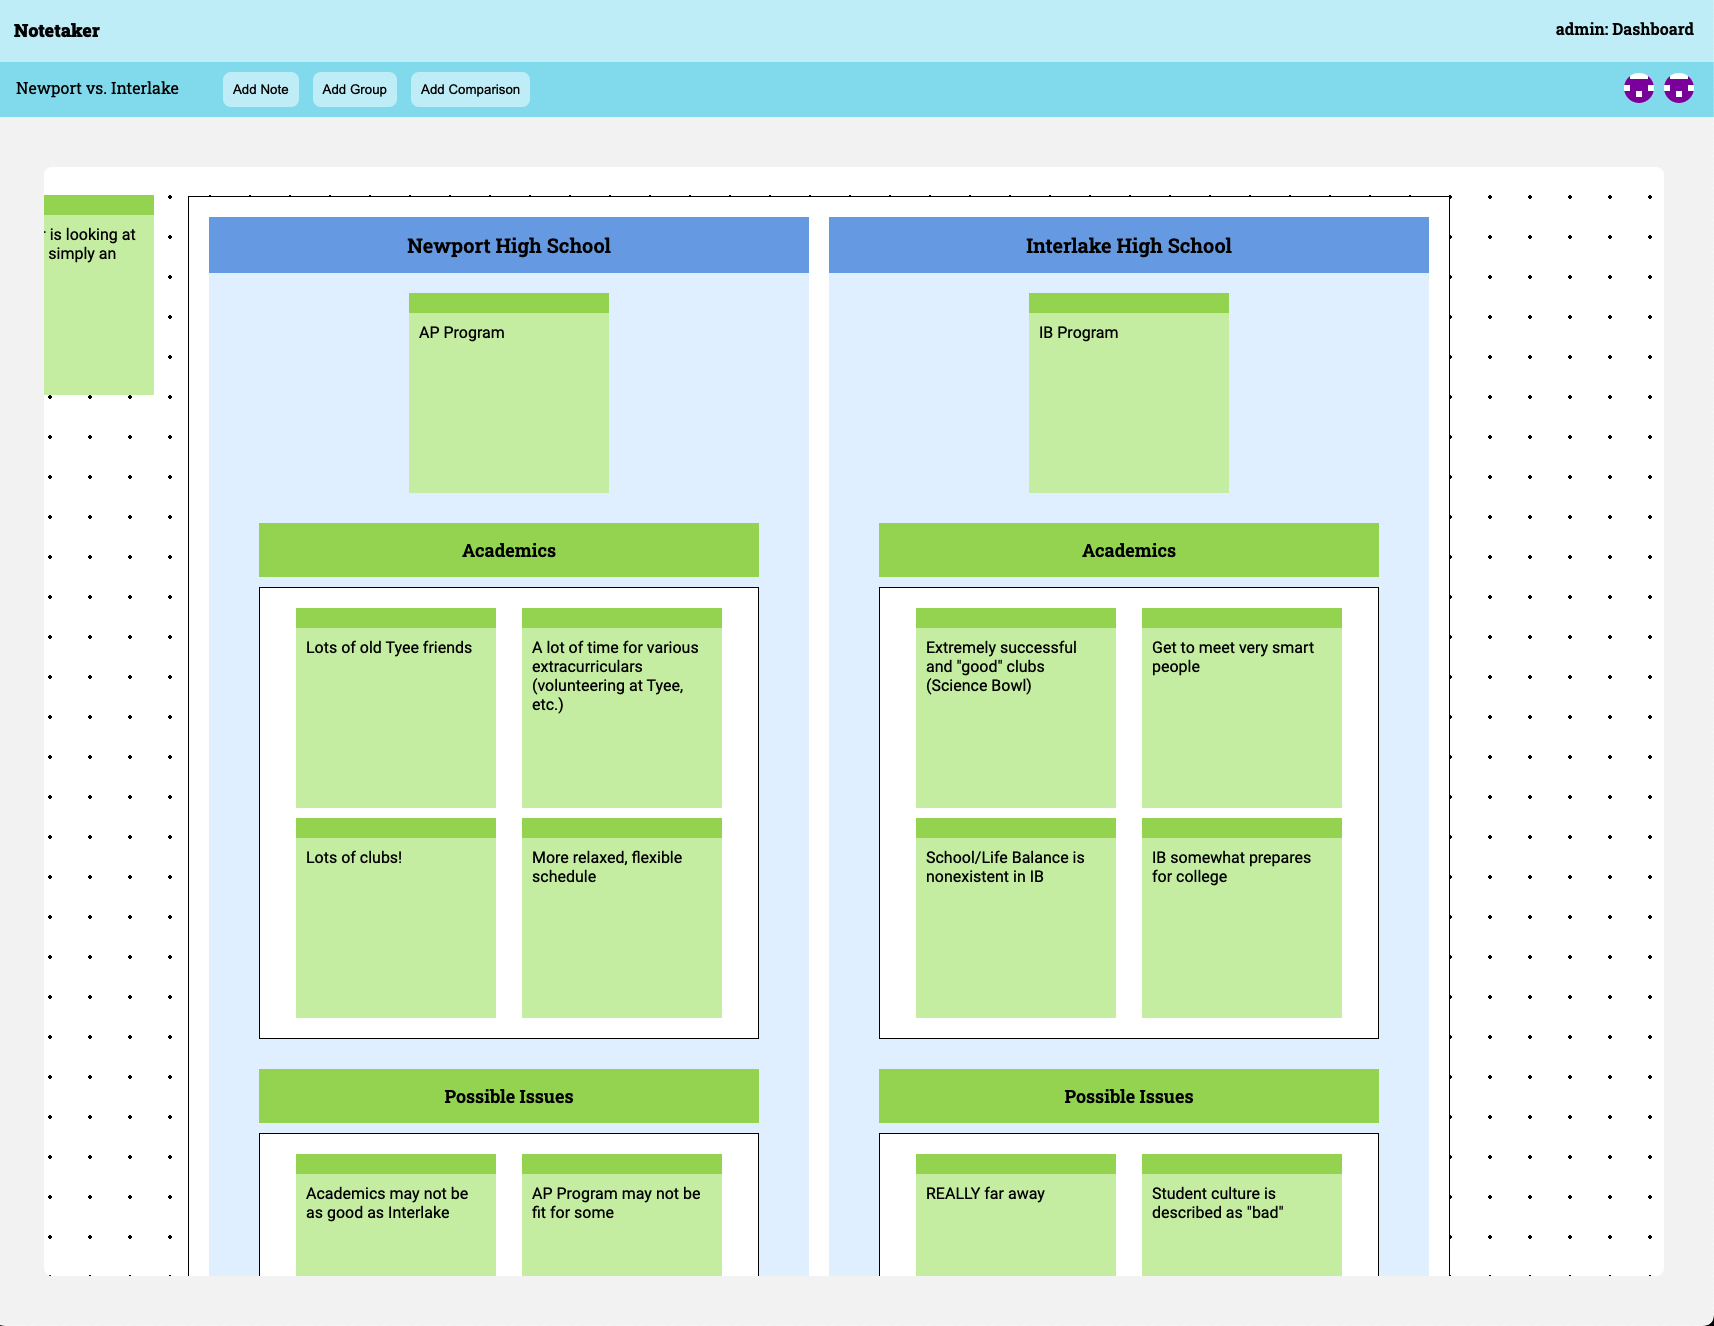 Notetaker
admin: Dashboard
Newport vs. Interlake
Add Note
Add Group
Add Comparison
is looking at
simply an
Newport High School
AP Program
Academics
Lots of old Tyee friends
A lot of time for various
extracurriculars
(volunteering at Tyee,
etc.)
Lots of clubs!
More relaxed, flexible
schedule
Possible Issues
Academics may not be
as good as Interlake
AP Program may not be
fit for some
Interlake High School
IB Program
Academics
Extremely successful
and "good" clubs
(Science Bowl)
Get to meet very smart
people
School/Life Balance is
nonexistent in IB
IB somewhat prepares
for college
Possible Issues
REALLY far away
Student culture is
described as "bad"